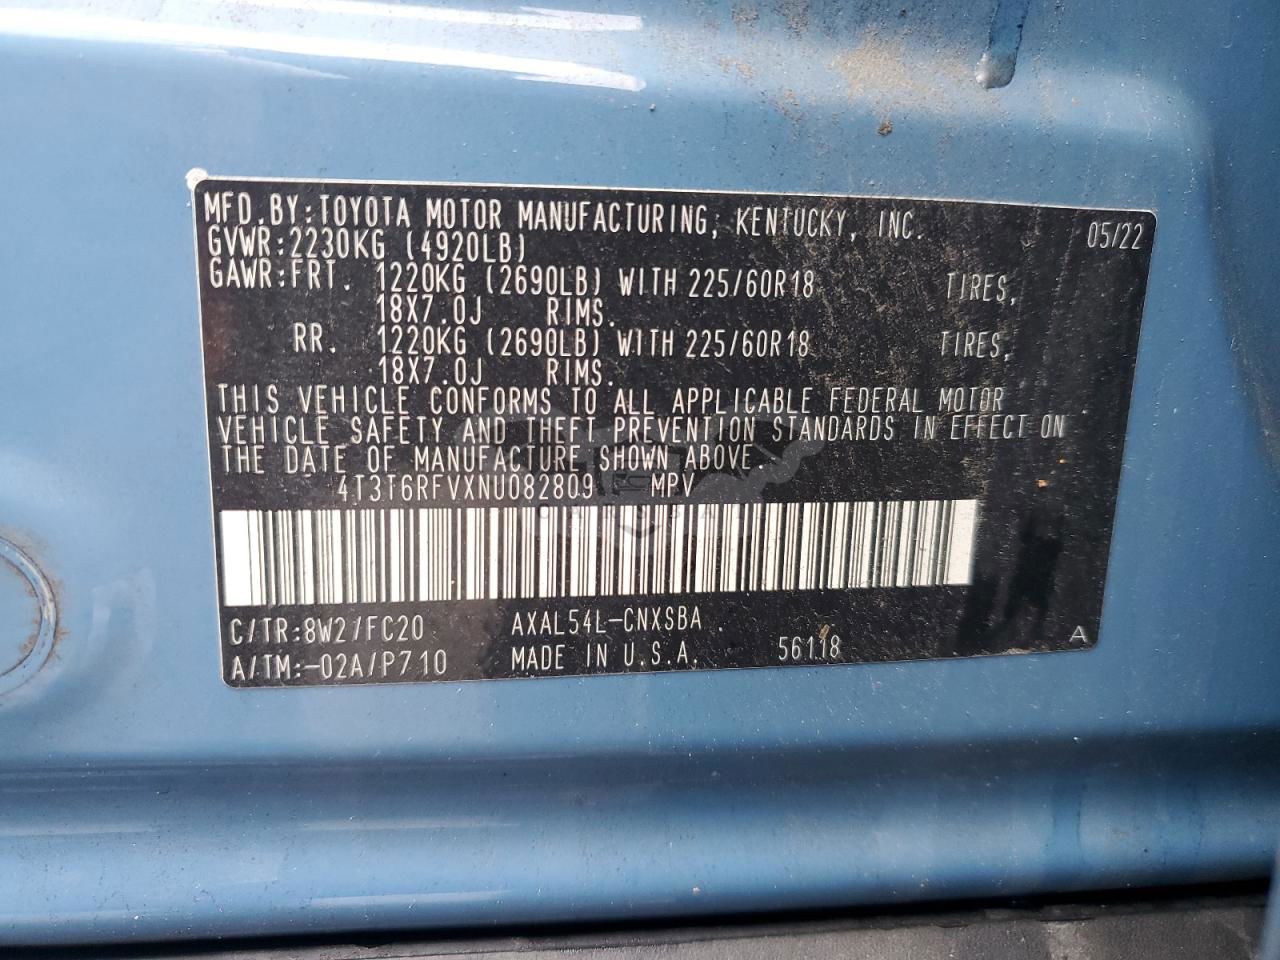 MFD.BY:TOYOTA MOTOR MANUFACTURING, KENTUCKY, INC. 05/22
GVWR:2230KG (4920LB)
GAWR:FRT. 1220KG (2690LB) WITH 225/60R18 TIRES,
18X7.0J RIMS.
RR. 1220KG (2690LB) WITH 225/60R18 TIRES,
18X7.0J RIMS.
THIS VEHICLE CONFORMS TO ALL APPLICABLE FEDERAL MOTOR
VEHICLE SAFETY AND THEFT PREVENTION STANDARDS IN EFFECT ON
THE DATE OF MANUFACTURE SHOWN ABOVE.
4T3T6RFVXNU082809 MPV
C/TR:8W2/FC20 AXAL54L-CNXSBA
A/TM:-02A/P710 MADE IN U.S.A. 56118 A